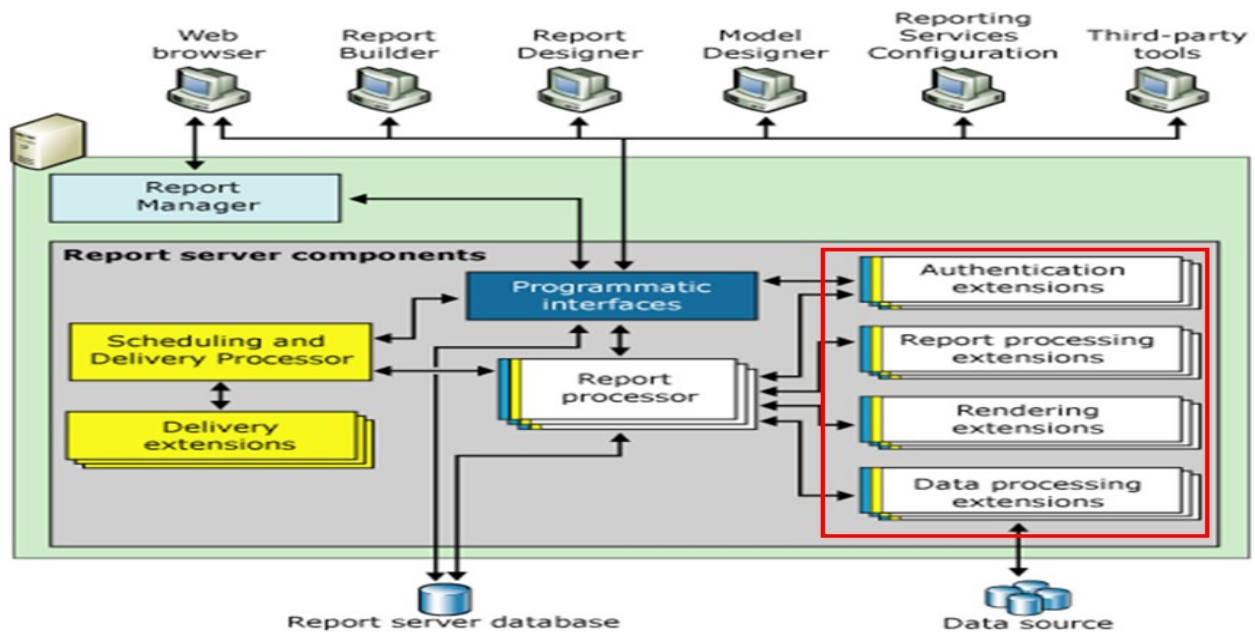 Web
browser
Report
Builder
Report
Designer
Model
Designer
Reporting
Services
Configuration
Third-party
tools
Report
Manager
Report server components
Programmatic
interfaces
Authentication
extensions
Scheduling and
Delivery Processor
Report processing
extensions
Report
processor
Rendering
extensions
Delivery
extensions
Data processing
extensions
Report server database
Data source